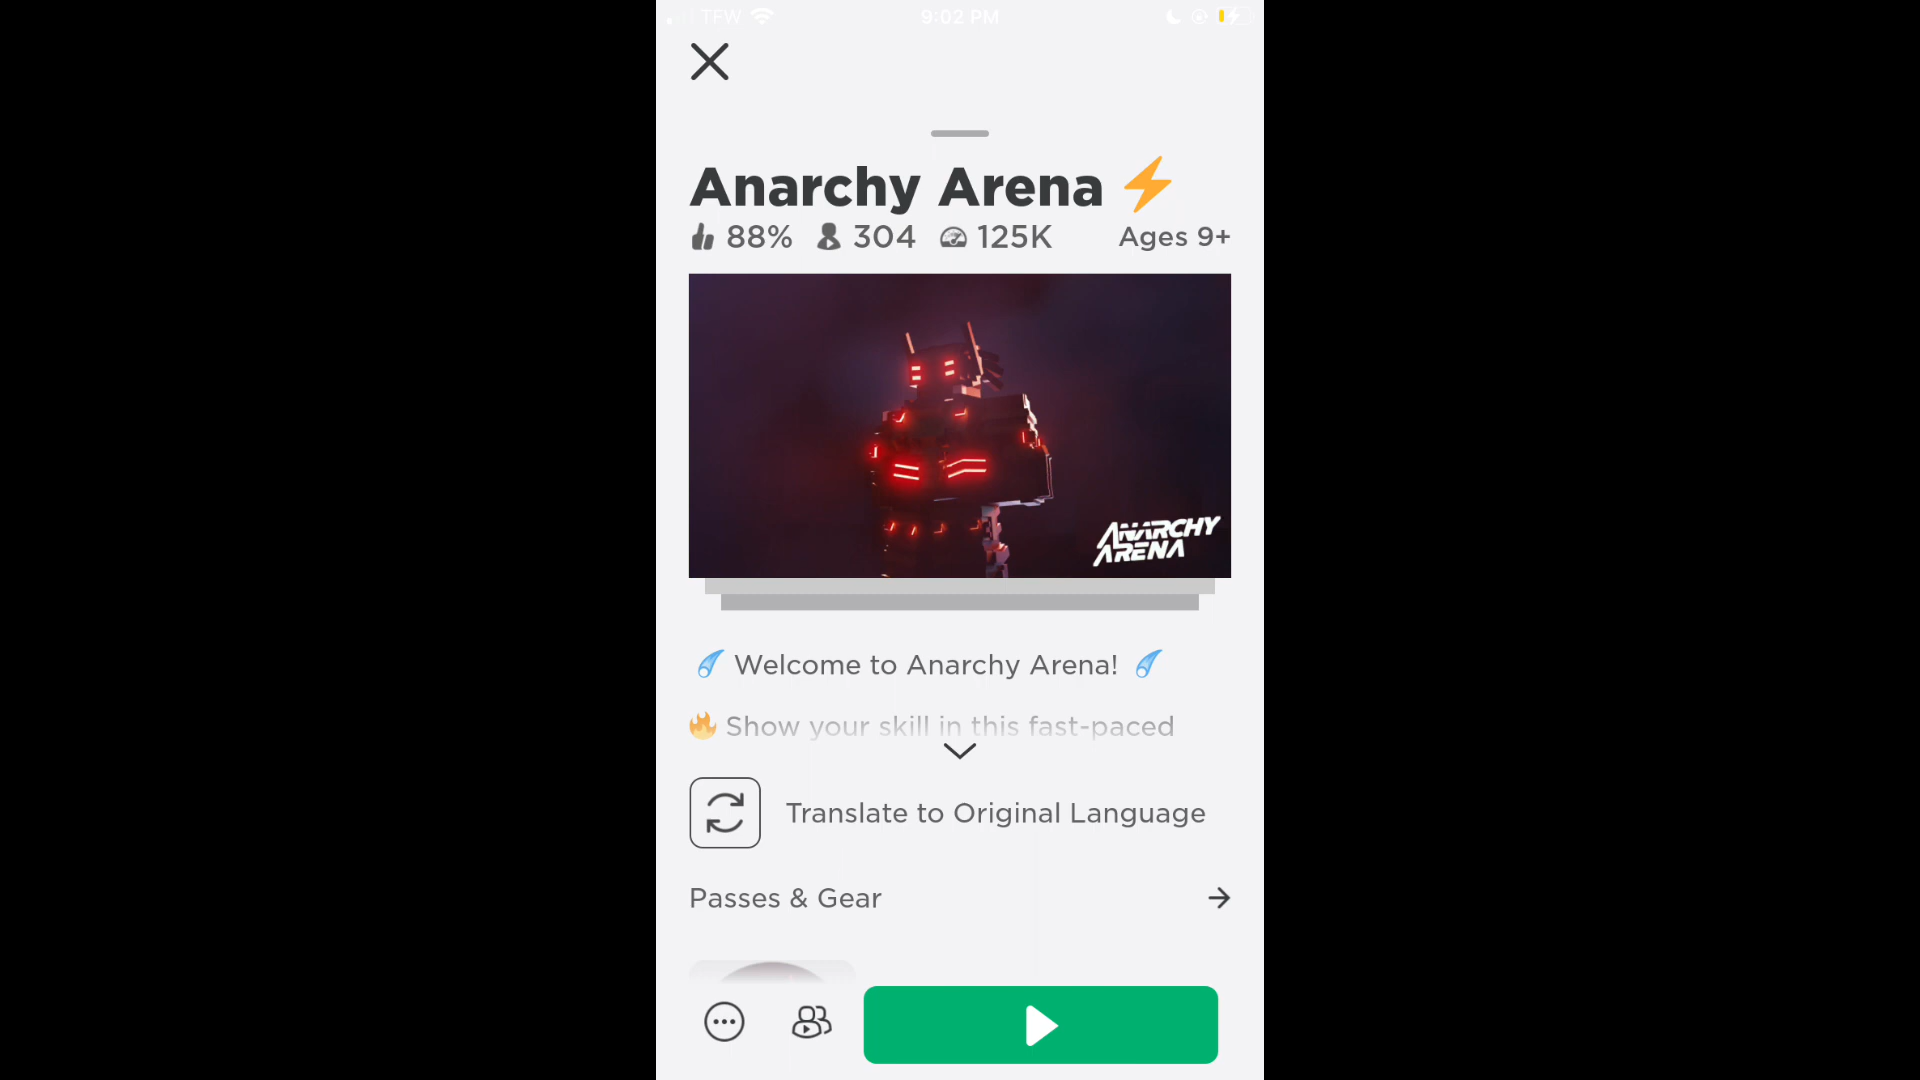 TFW 9:02 PM
Anarchy Arena
88% 304 125K Ages 9+
ANARCHY
ARENA
Welcome to Anarchy Arena!
Show your skill in this fast-paced
Translate to Original Language
Passes & Gear